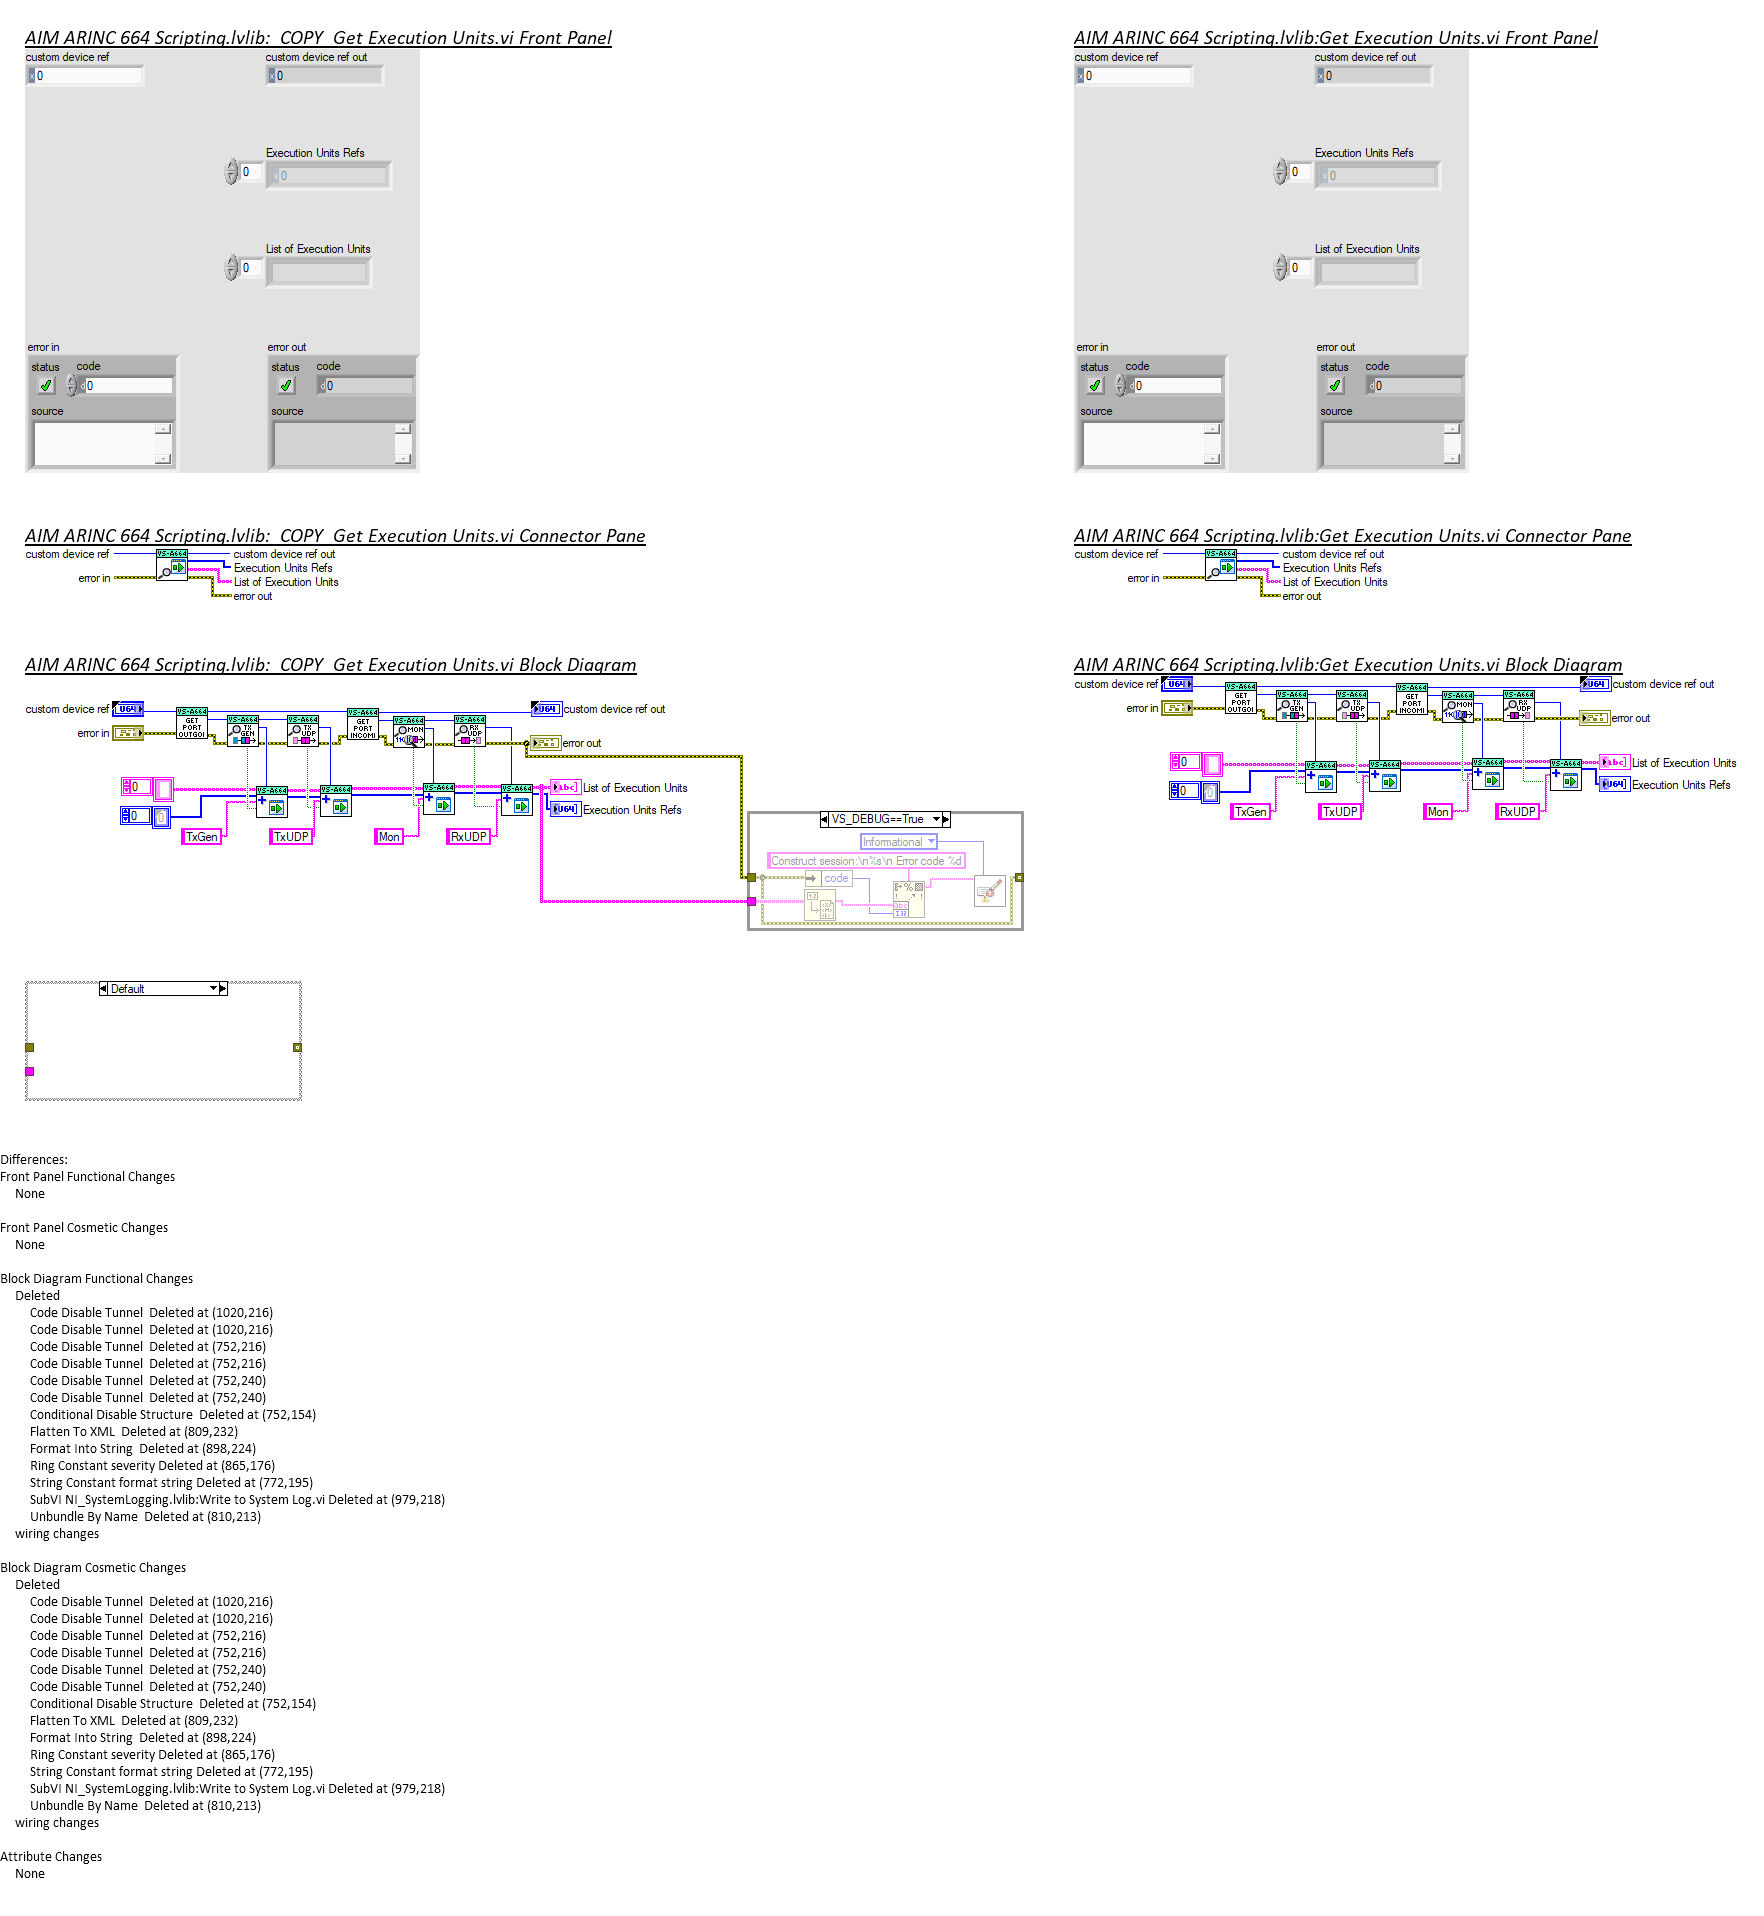 AIM ARINC 664 Scripting.lvlib:  COPY  Get Execution Units.vi Front Panel
custom device ref
custom device ref out
x 0
x 0
Execution Units Refs
0
x 0
List of Execution Units
0
error in
error out
status
code
status
code
d 0
d 0
source
source
AIM ARINC 664 Scripting.lvlib:Get Execution Units.vi Front Panel
custom device ref
custom device ref out
x 0
x 0
Execution Units Refs
0
x 0
List of Execution Units
0
error in
error out
status
code
status
code
d 0
d 0
source
source
AIM ARINC 664 Scripting.lvlib:  COPY  Get Execution Units.vi Connector Pane
custom device ref
VS-A664
custom device ref out
Execution Units Refs
error in
List of Execution Units
error out
AIM ARINC 664 Scripting.lvlib:Get Execution Units.vi Connector Pane
custom device ref
VS-A664
custom device ref out
Execution Units Refs
error in
List of Execution Units
error out
AIM ARINC 664 Scripting.lvlib:  COPY  Get Execution Units.vi Block Diagram
custom device ref
U64
VS-A664
GET
PORT
OUTGOI
VS-A664
TX
GEN
VS-A664
TX
UDP
VS-A664
GET
PORT
INCOMI
VS-A664
MON
VS-A664
RX
UDP
U64
custom device ref out
error in
error out
0
VS-A664
VS-A664
VS-A664
VS-A664
abc
List of Execution Units
0
0
U64
Execution Units Refs
TxGen
TxUDP
Mon
RxUDP
VS_DEBUG==True
Informational
Construct session:\n%s\n Error code %d
code
%
abc
I32
Default
AIM ARINC 664 Scripting.lvlib:Get Execution Units.vi Block Diagram
custom device ref
U64
VS-A664
GET
PORT
OUTGOI
VS-A664
TX
GEN
VS-A664
TX
UDP
VS-A664
GET
PORT
INCOMI
VS-A664
MON
VS-A664
RX
UDP
U64
custom device ref out
error in
error out
0
VS-A664
VS-A664
VS-A664
VS-A664
abc
List of Execution Units
0
0
U64
Execution Units Refs
TxGen
TxUDP
Mon
RxUDP
Differences:
Front Panel Functional Changes
None
Front Panel Cosmetic Changes
None
Block Diagram Functional Changes
Deleted
Code Disable Tunnel  Deleted at (1020,216)
Code Disable Tunnel  Deleted at (1020,216)
Code Disable Tunnel  Deleted at (752,216)
Code Disable Tunnel  Deleted at (752,216)
Code Disable Tunnel  Deleted at (752,240)
Code Disable Tunnel  Deleted at (752,240)
Conditional Disable Structure  Deleted at (752,154)
Flatten To XML  Deleted at (809,232)
Format Into String  Deleted at (898,224)
Ring Constant severity Deleted at (865,176)
String Constant format string Deleted at (772,195)
SubVI NI_SystemLogging.lvlib:Write to System Log.vi Deleted at (979,218)
Unbundle By Name  Deleted at (810,213)
wiring changes
Block Diagram Cosmetic Changes
Deleted
Code Disable Tunnel  Deleted at (1020,216)
Code Disable Tunnel  Deleted at (1020,216)
Code Disable Tunnel  Deleted at (752,216)
Code Disable Tunnel  Deleted at (752,216)
Code Disable Tunnel  Deleted at (752,240)
Code Disable Tunnel  Deleted at (752,240)
Conditional Disable Structure  Deleted at (752,154)
Flatten To XML  Deleted at (809,232)
Format Into String  Deleted at (898,224)
Ring Constant severity Deleted at (865,176)
String Constant format string Deleted at (772,195)
SubVI NI_SystemLogging.lvlib:Write to System Log.vi Deleted at (979,218)
Unbundle By Name  Deleted at (810,213)
wiring changes
Attribute Changes
None